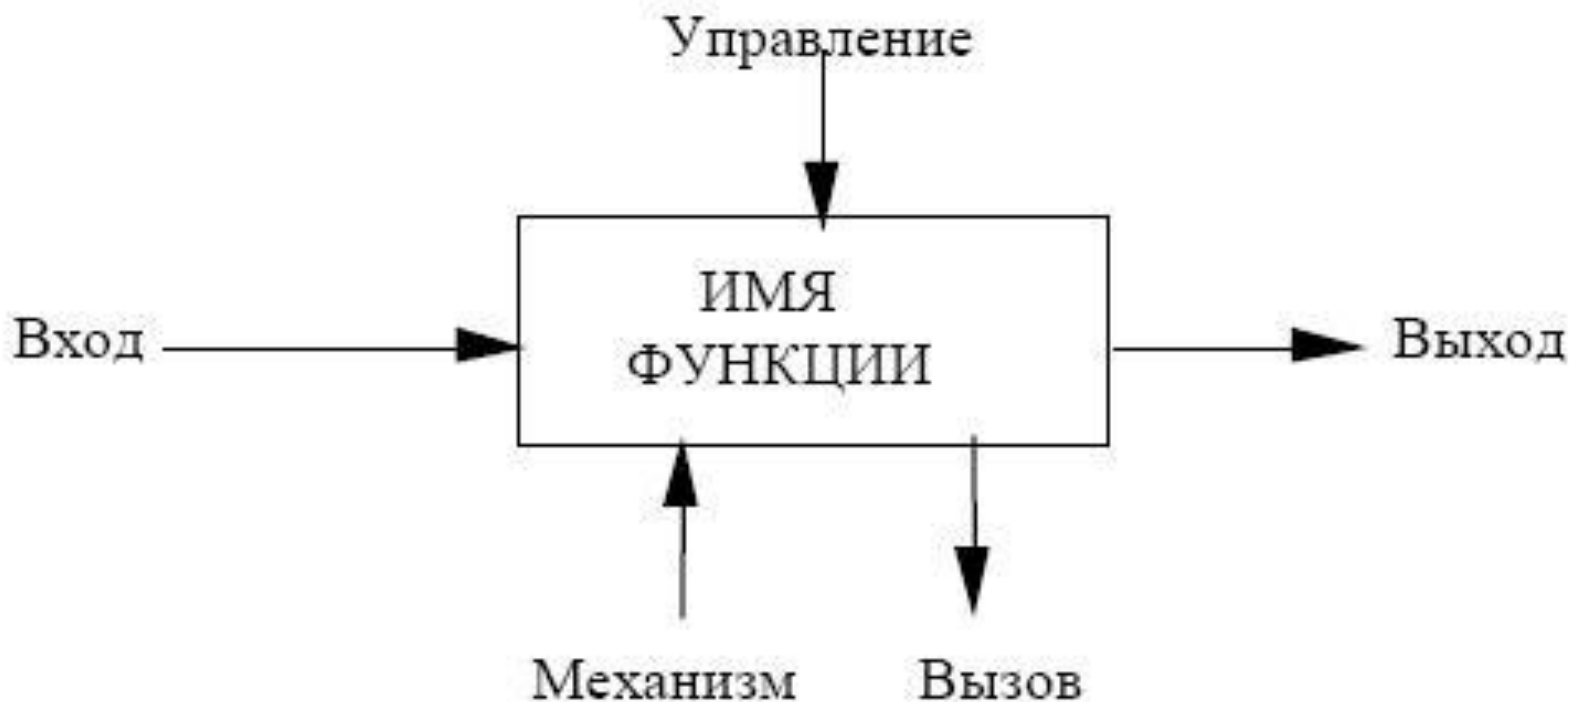 Управление
ИМЯ
ФУНКЦИИ
Вход
Выход
Механизм
Вызов